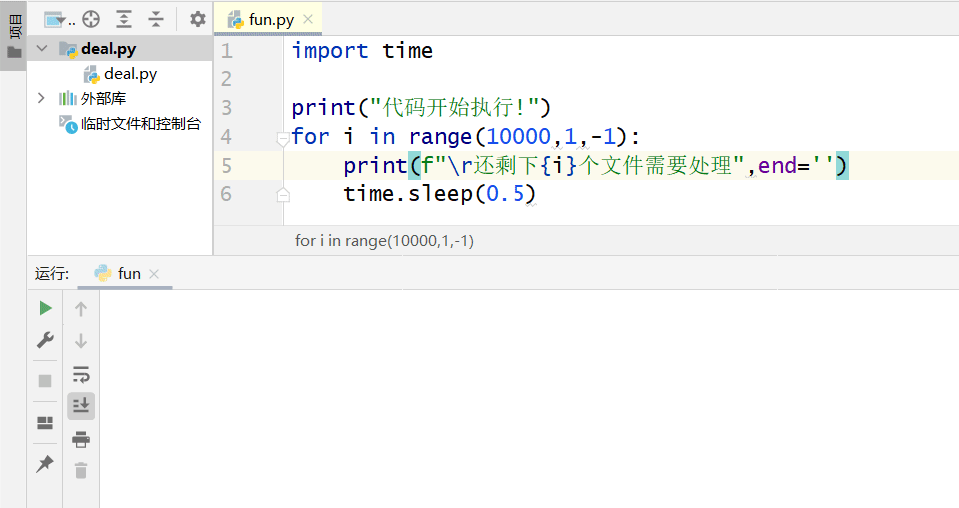 项目
..
fun.py
deal.py
deal.py
外部库
临时文件和控制台
1 import time
2
3 print("代码开始执行!")
4 for i in range(10000,1,-1):
5 print(f"\r还剩下{i}个文件需要处理",end='')
6 time.sleep(0.5)
for i in range(10000,1,-1)
运行: fun